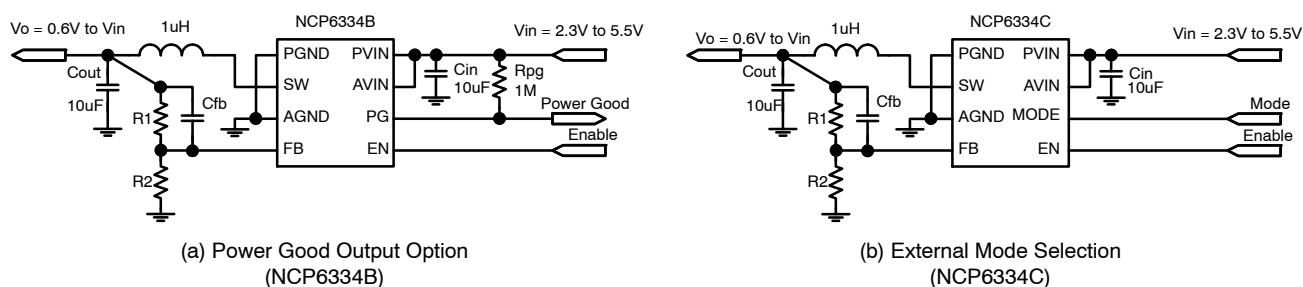 NCP6334B
Vo = 0.6V to Vin
1uH
Vin = 2.3V to 5.5V
PGND
PVIN
Cout
10uF
SW
AVIN
Cin
10uF
Rpg
1M
Cfb
R1
AGND
PG
Power Good
FB
EN
Enable
R2
(a) Power Good Output Option
(NCP6334B)
NCP6334C
Vo = 0.6V to Vin
1uH
Vin = 2.3V to 5.5V
PGND
PVIN
Cout
10uF
SW
AVIN
Cin
10uF
Cfb
R1
AGND
MODE
Mode
FB
EN
Enable
R2
(b) External Mode Selection
(NCP6334C)